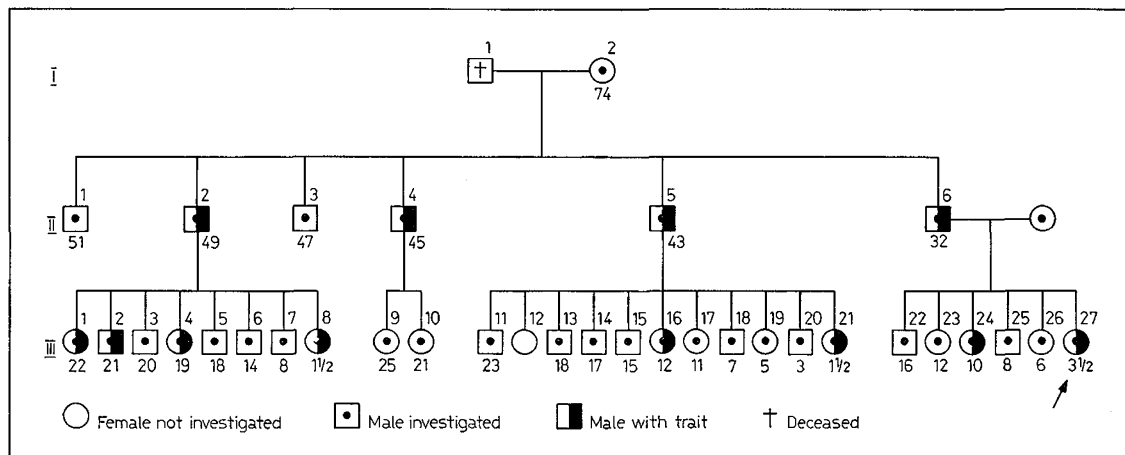 1 2
I †
74
1 2 3 4 5 6
II
51 49 47 45 43 32
1 2 3 4 5 6 7 8 9 10 11 12 13 14 15 16 17 18 19 20 21 22 23 24 25 26 27
III
22 21 20 19 18 14 8 1½ 25 21 23 18 17 15 12 11 7 5 3 1½ 16 12 10 8 6 3½
Female not investigated Male investigated Male with trait † Deceased